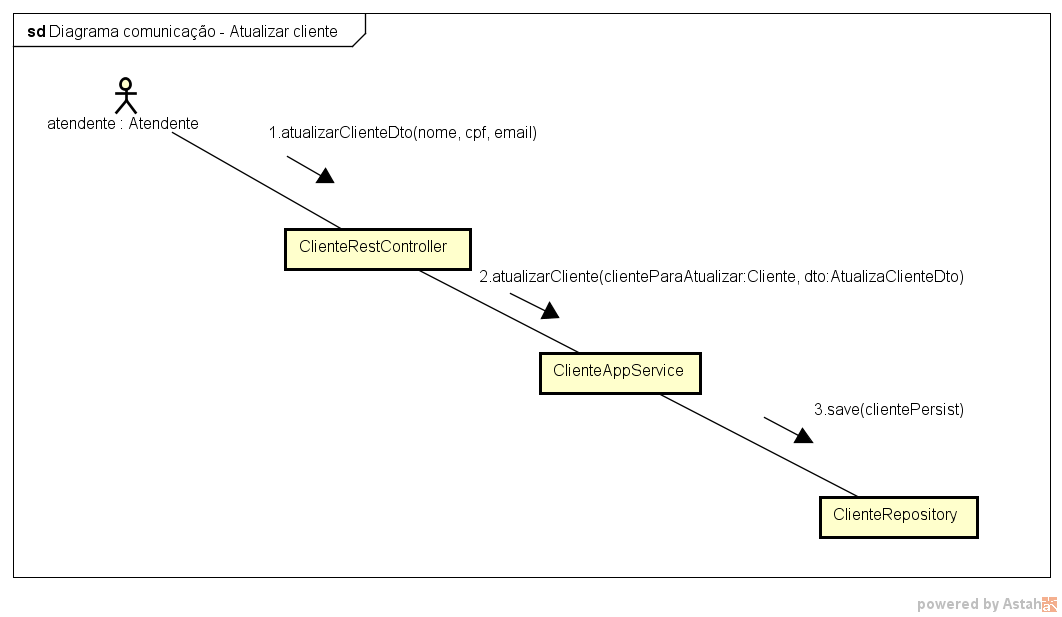 sd Diagrama comunicação - Atualizar cliente
atendente : Atendente
1.atualizarClienteDto(nome, cpf, email)
ClienteRestController
2.atualizarCliente(clienteParaAtualizar:Cliente, dto:AtualizaClienteDto)
ClienteAppService
3.save(clientePersist)
ClienteRepository
powered by Astah